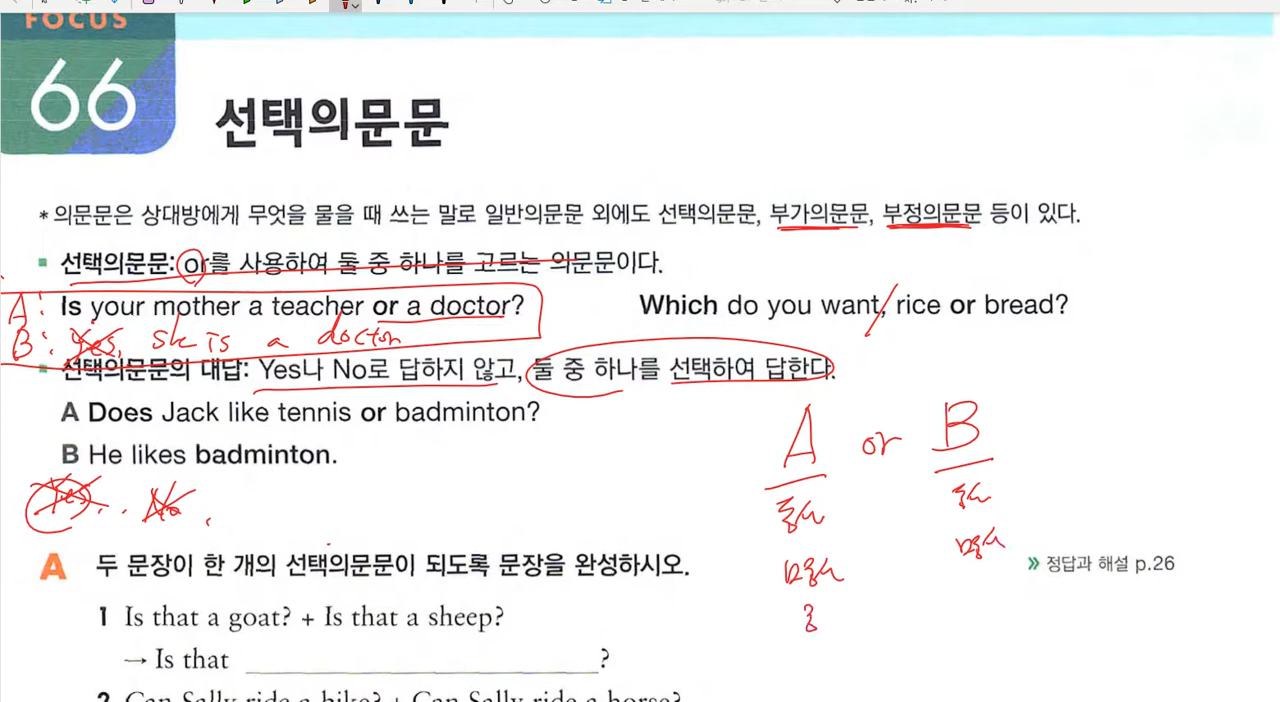 FOCUS
66
선택의문문
*의문문은 상대방에게 무엇을 물을 때 쓰는 말로 일반의문문 외에도 선택의문문, 부가의문문, 부정의문문 등이 있다.
선택의문문: or를 사용하여 둘 중 하나를 고르는 의문문이다.
A: Is your mother a teacher or a doctor? Which do you want, rice or bread?
B: Yes, she is a doctor
선택의문문의 대답: Yes나 No로 답하지 않고, 둘 중 하나를 선택하여 답한다.
A Does Jack like tennis or badminton?
B He likes badminton.
A or B
Yes, . . No,
A 두 문장이 한 개의 선택의문문이 되도록 문장을 완성하시오.
» 정답과 해설 p.26
1 Is that a goat? + Is that a sheep?
→ Is that ?
2 Can Sally ride a bike? + Can Sally ride a horse?